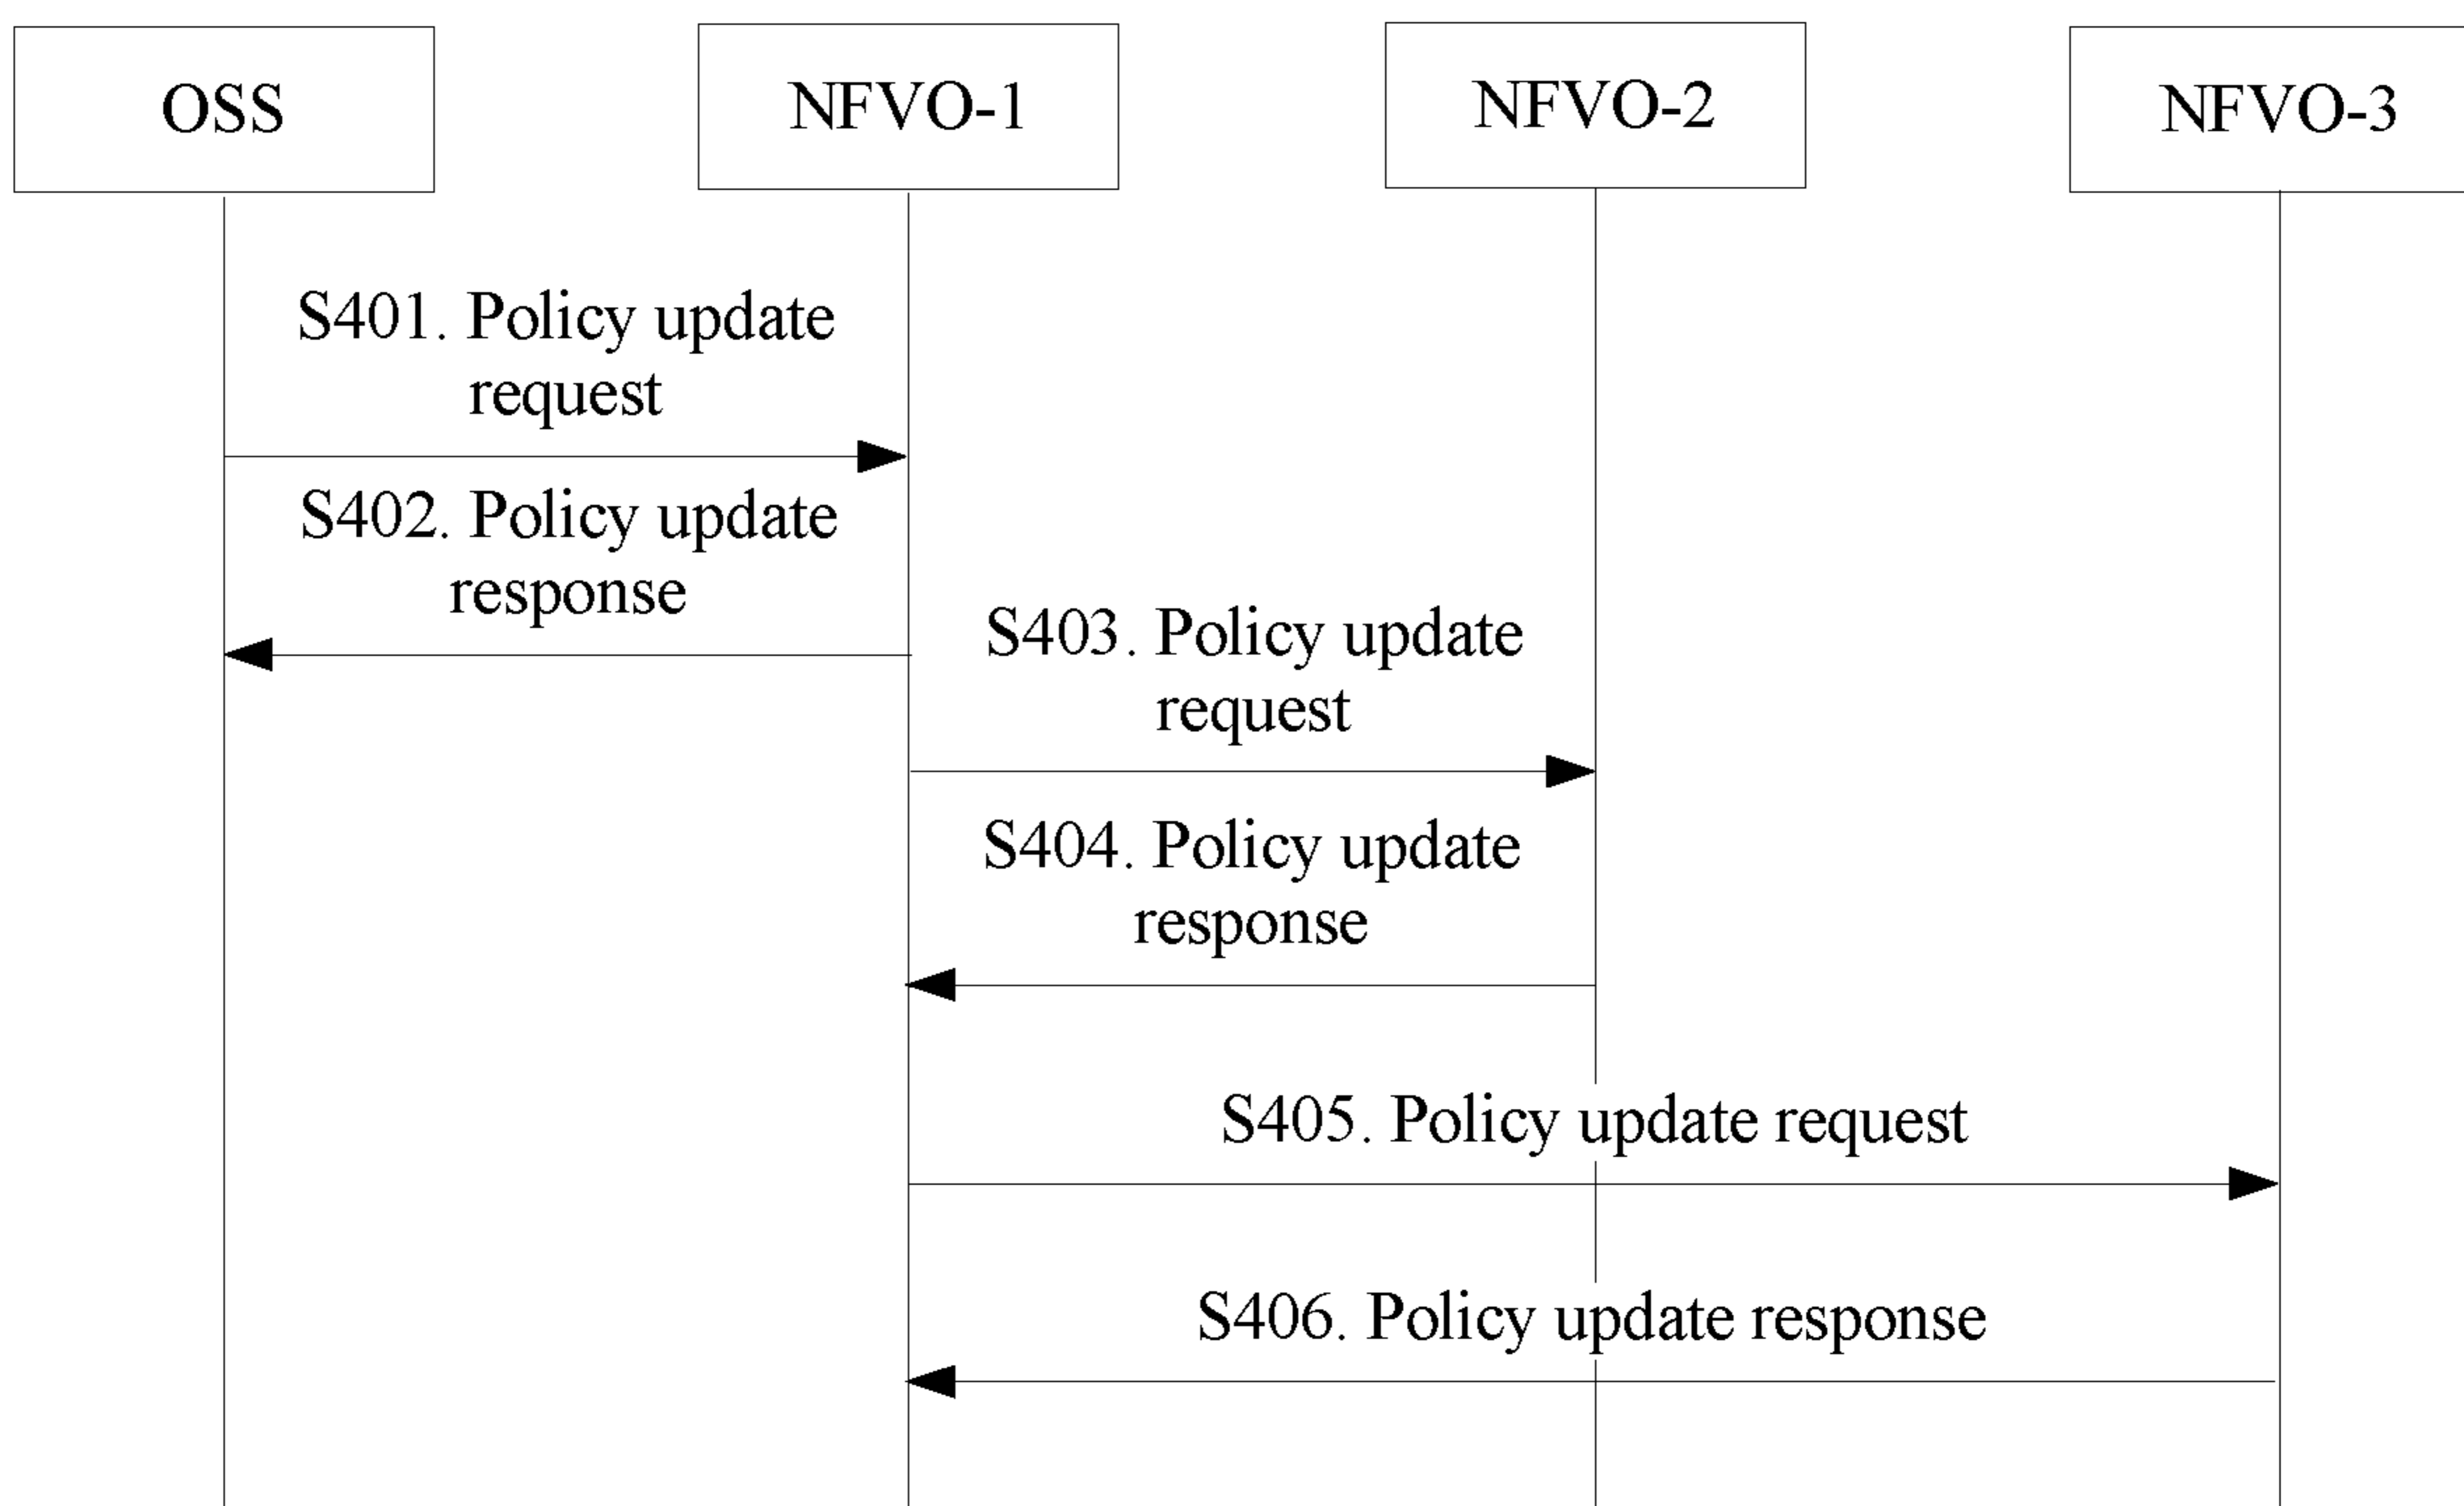 OSS
NFVO-1
NFVO-2
NFVO-3
S401. Policy update
request
S402. Policy update
response
S403. Policy update
request
S404. Policy update
response
S405. Policy update request
S406. Policy update response